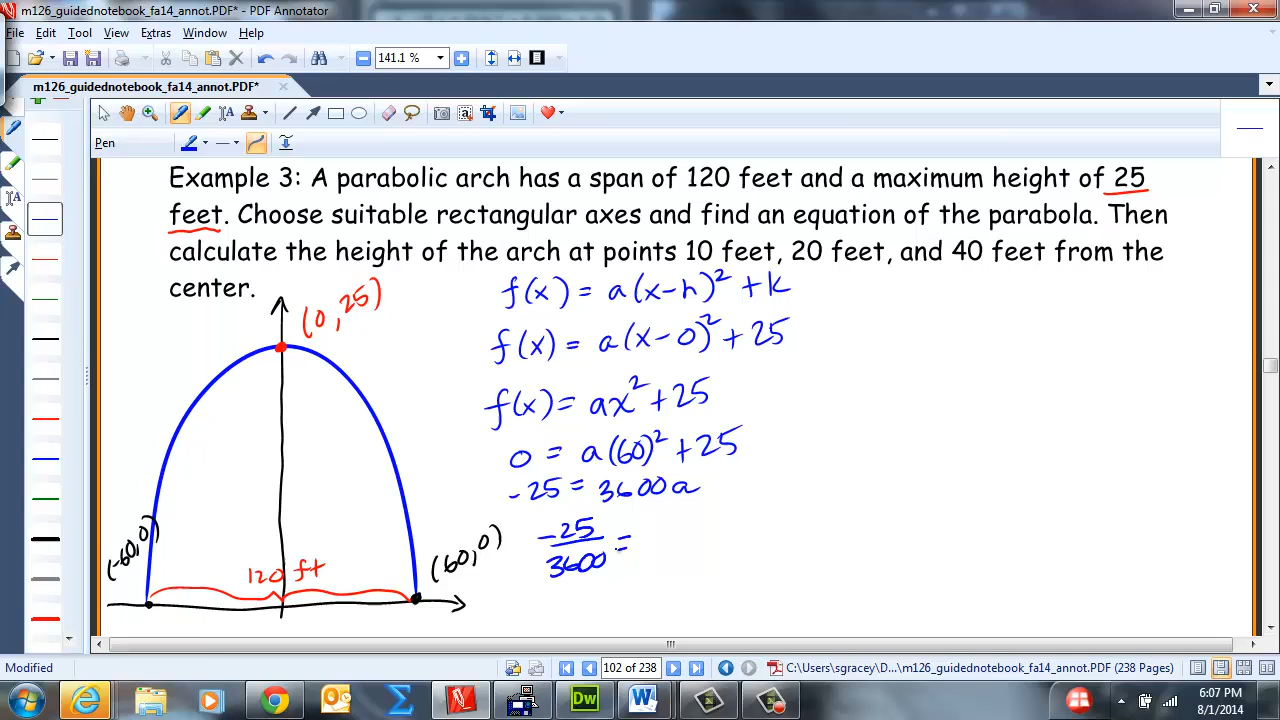 m126_guidednotebook_fa14_annot.PDF* - PDF Annotator
File Edit Tool View Extras Window Help
141.1 %
m126_guidednotebook_fa14_annot.PDF*
Pen
Example 3: A parabolic arch has a span of 120 feet and a maximum height of 25
feet. Choose suitable rectangular axes and find an equation of the parabola. Then
calculate the height of the arch at points 10 feet, 20 feet, and 40 feet from the
center.
f(x) = a(x-h)² + k
(0, 25)
f(x) = a(x-0)² + 25
f(x) = ax² + 25
0 = a(60)² + 25
-25 = 3600a
-25/3600 =
(-60,0)
(60,0)
120 ft
Modified
102 of 238
C:\Users\sgracey\D...\m126_guidednotebook_fa14_annot.PDF (238 Pages)
Dw
6:07 PM
8/1/2014